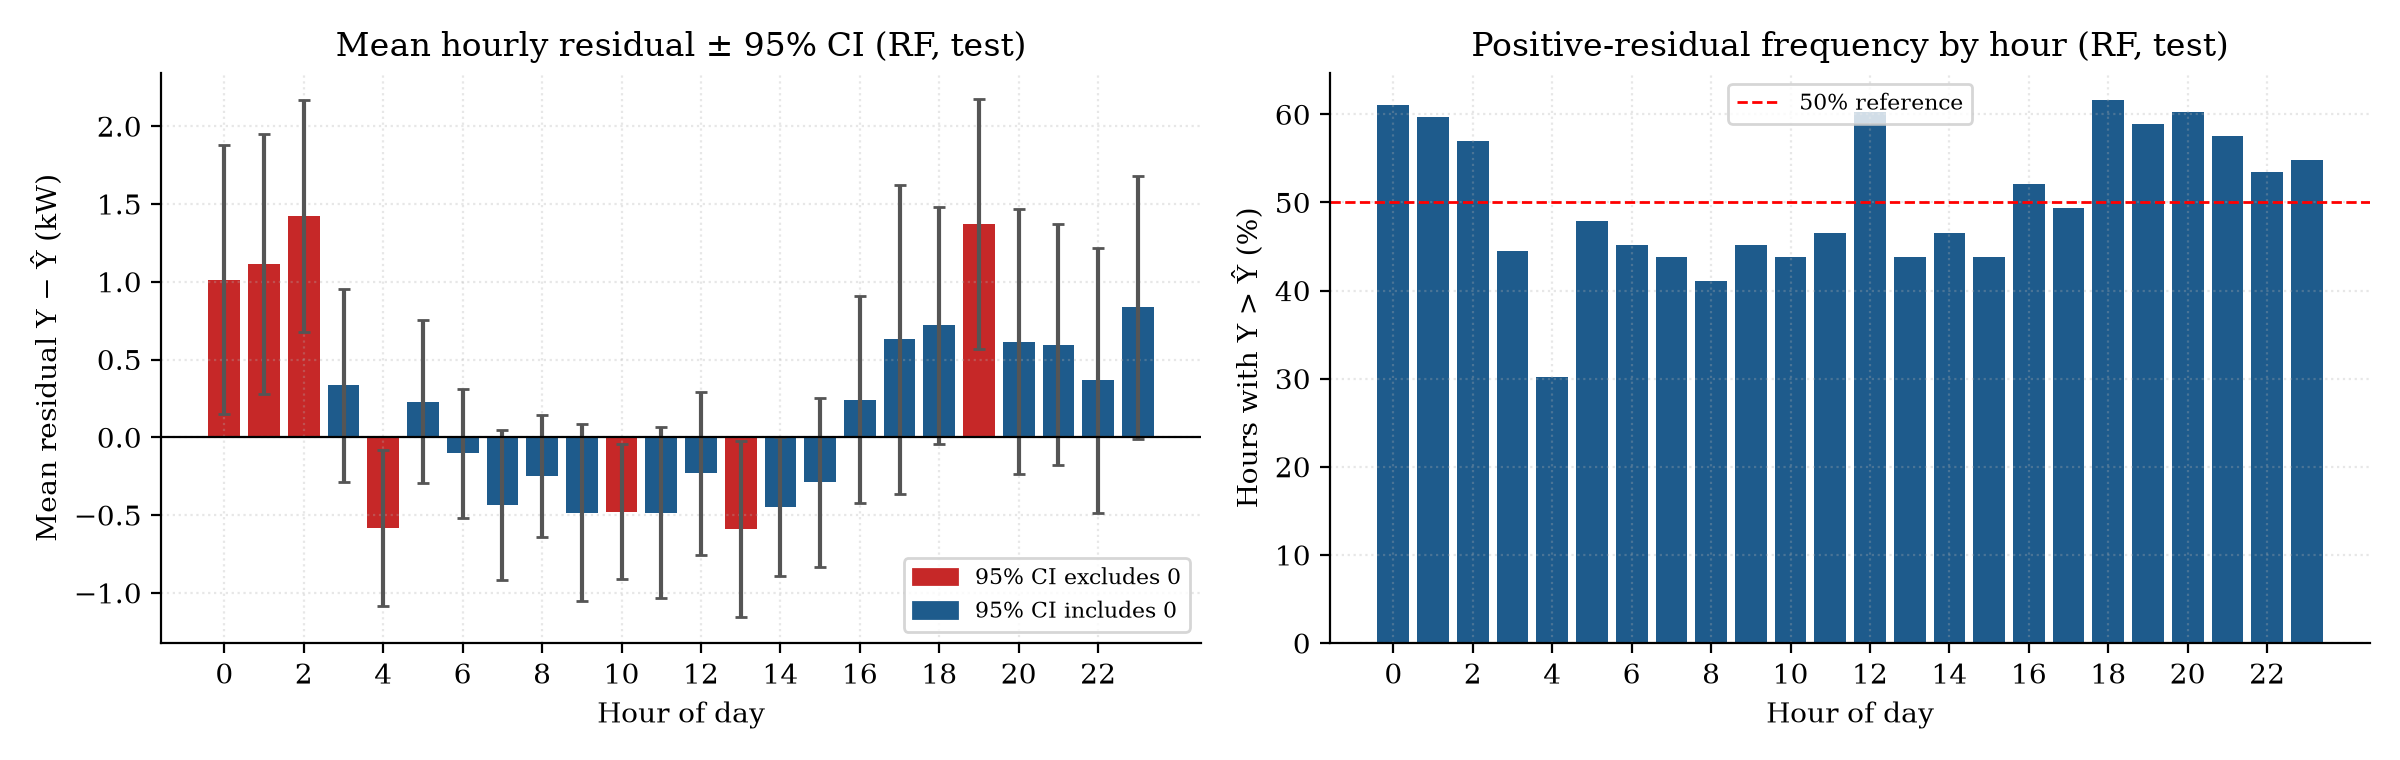 Mean hourly residual ± 95% CI (RF, test)
Mean residual Y − Ŷ (kW)
2.0
1.5
1.0
0.5
0.0
−0.5
−1.0
95% CI excludes 0
95% CI includes 0
0 2 4 6 8 10 12 14 16 18 20 22
Hour of day
Positive-residual frequency by hour (RF, test)
50% reference
Hours with Y > Ŷ (%)
60
50
40
30
20
10
0
0 2 4 6 8 10 12 14 16 18 20 22
Hour of day